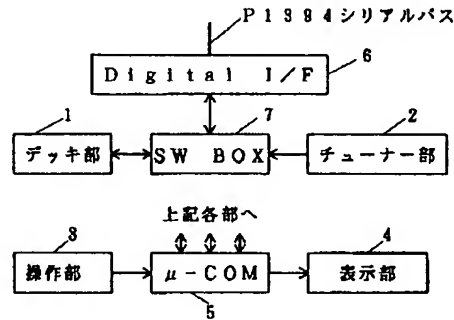 P1394シリアルバス
Digital I/F
6
1
7
2
デッキ部
SW BOX
チューナー部
上記各部へ
3
4
操作部
μ-COM
表示部
5